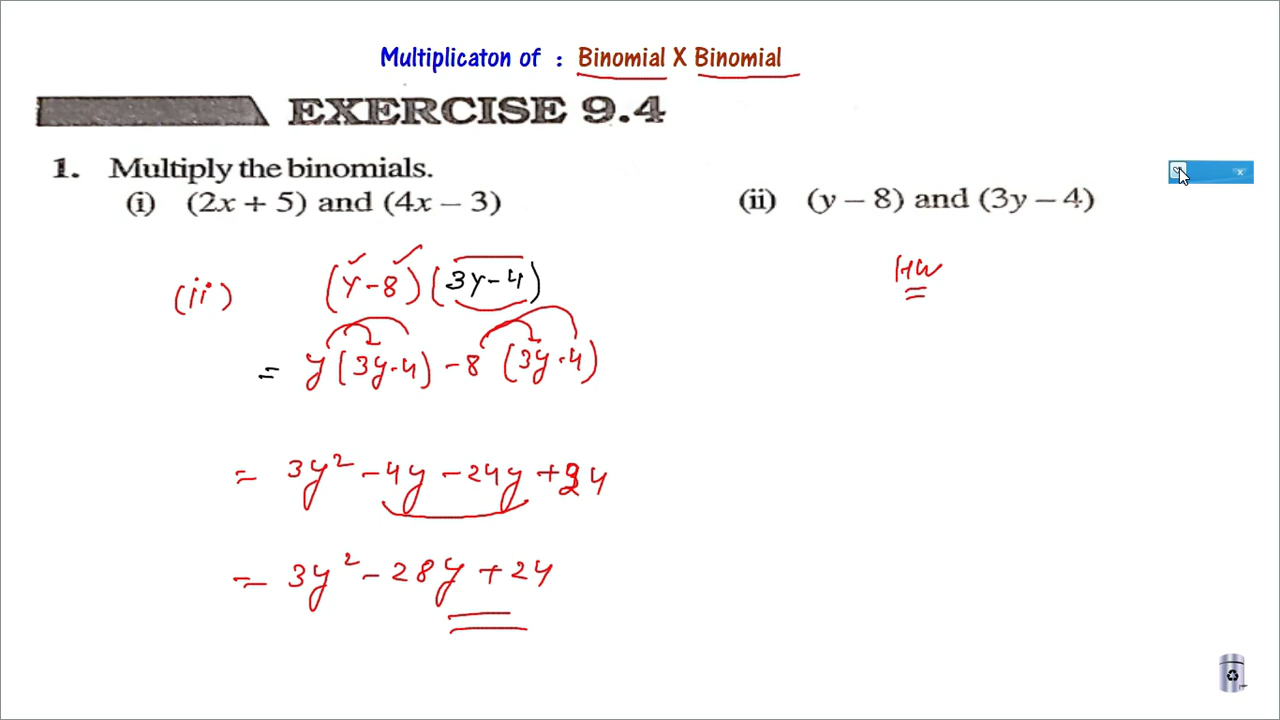 Multiplicaton of : Binomial X Binomial
EXERCISE 9.4
1. Multiply the binomials.
(i) (2x + 5) and (4x – 3)
(ii) (y – 8) and (3y – 4)
HW
(ii) (y-8)(3y-4)
= y(3y-4) -8 (3y-4)
= 3y² -4y -24y +24
= 3y² -28y +24
x